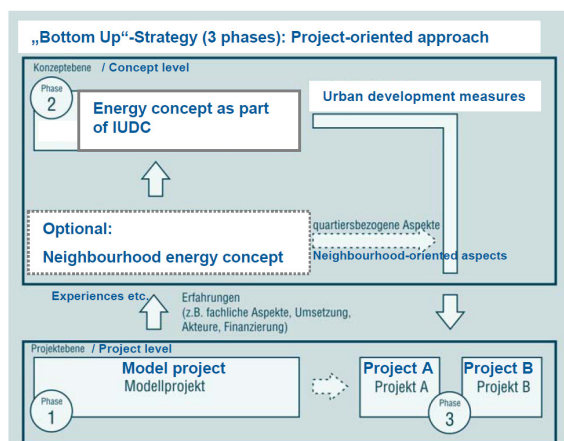 „Bottom Up“-Strategy (3 phases): Project-oriented approach
Konzeptebene / Concept level
Phase
2
Energy concept as part
of IUDC
Urban development measures
Optional:
Neighbourhood energy concept
quartiersbezogene Aspekte
Neighbourhood-oriented aspects
Experiences etc.
Erfahrungen
(z.B. fachliche Aspekte, Umsetzung,
Akteure, Finanzierung)
Projektebene / Project level
Model project
Modellprojekt
Phase
1
Project A
Projekt A
Project B
Projekt B
Phase
3